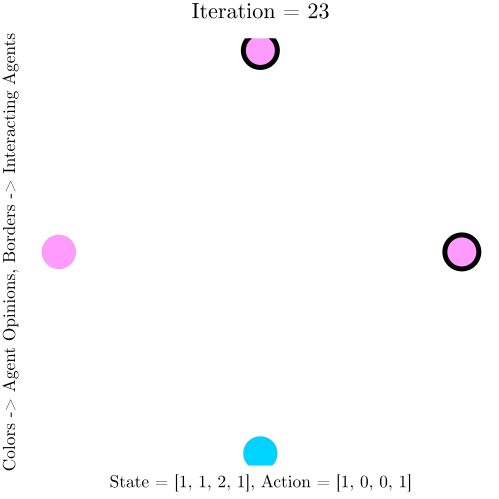 Iteration = 23
Colors -> Agent Opinions, Borders -> Interacting Agents
State = [1, 1, 2, 1], Action = [1, 0, 0, 1]